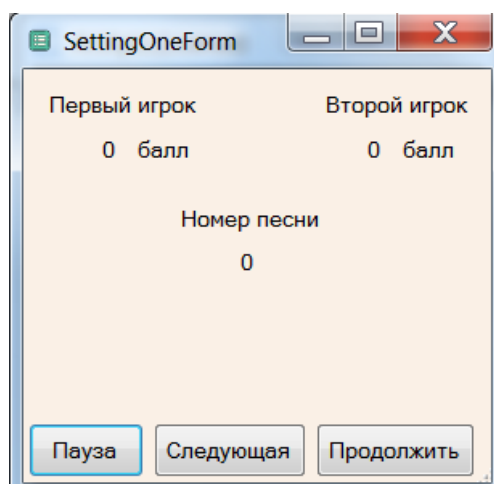 SettingOneForm
Первый игрок Второй игрок
0 балл 0 балл
Номер песни
0
Пауза Следующая Продолжить